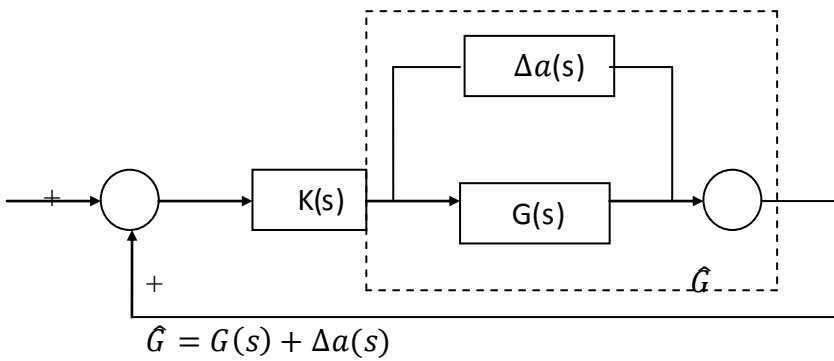 Δa(s)
+
K(s)
G(s)
Ĝ
+
Ĝ = G(s) + Δa(s)